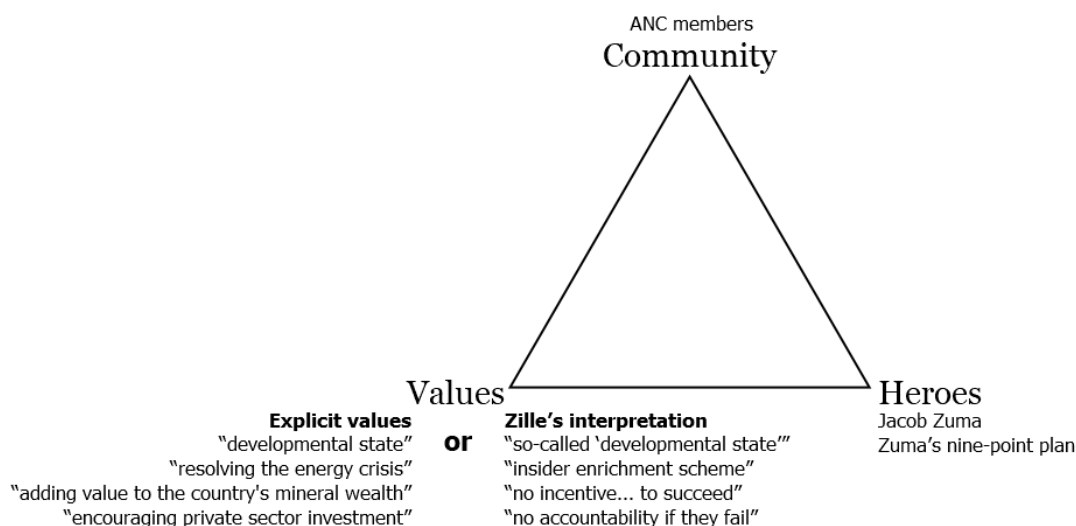 ANC members
Community
Values
Heroes
Explicit values
or
Zille’s interpretation
Jacob Zuma
“developmental state”
“so-called ‘developmental state’”
Zuma’s nine-point plan
“resolving the energy crisis”
“insider enrichment scheme”
“adding value to the country's mineral wealth”
“no incentive... to succeed”
“encouraging private sector investment”
“no accountability if they fail”